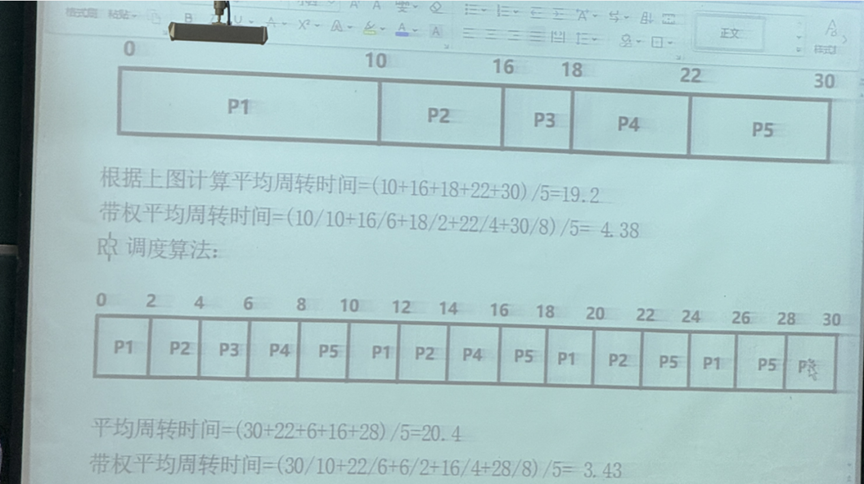 格式刷 粘贴
正文
样式
0 10 16 18 22 30
P1 P2 P3 P4 P5
根据上图计算平均周转时间=(10+16+18+22+30)/5=19.2
带权平均周转时间=(10/10+16/6+18/2+22/4+30/8)/5= 4.38
RR 调度算法:
0 2 4 6 8 10 12 14 16 18 20 22 24 26 28 30
P1 P2 P3 P4 P5 P1 P2 P4 P5 P1 P2 P5 P1 P5
平均周转时间=(30+22+6+16+28)/5=20.4
带权平均周转时间=(30/10+22/6+6/2+16/4+28/8)/5= 3.43